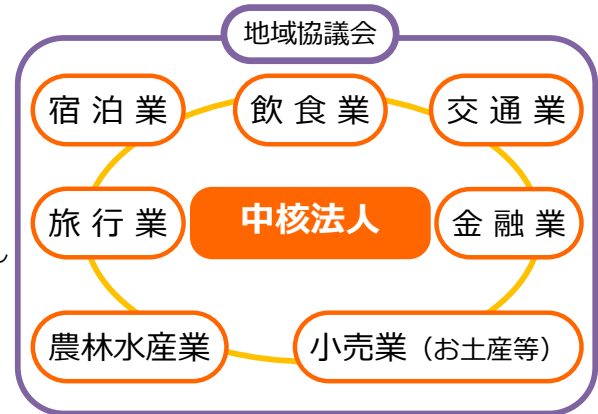 地域協議会
宿泊業
飲食業
交通業
旅行業
中核法人
金融業
農林水産業
小売業（お土産等）